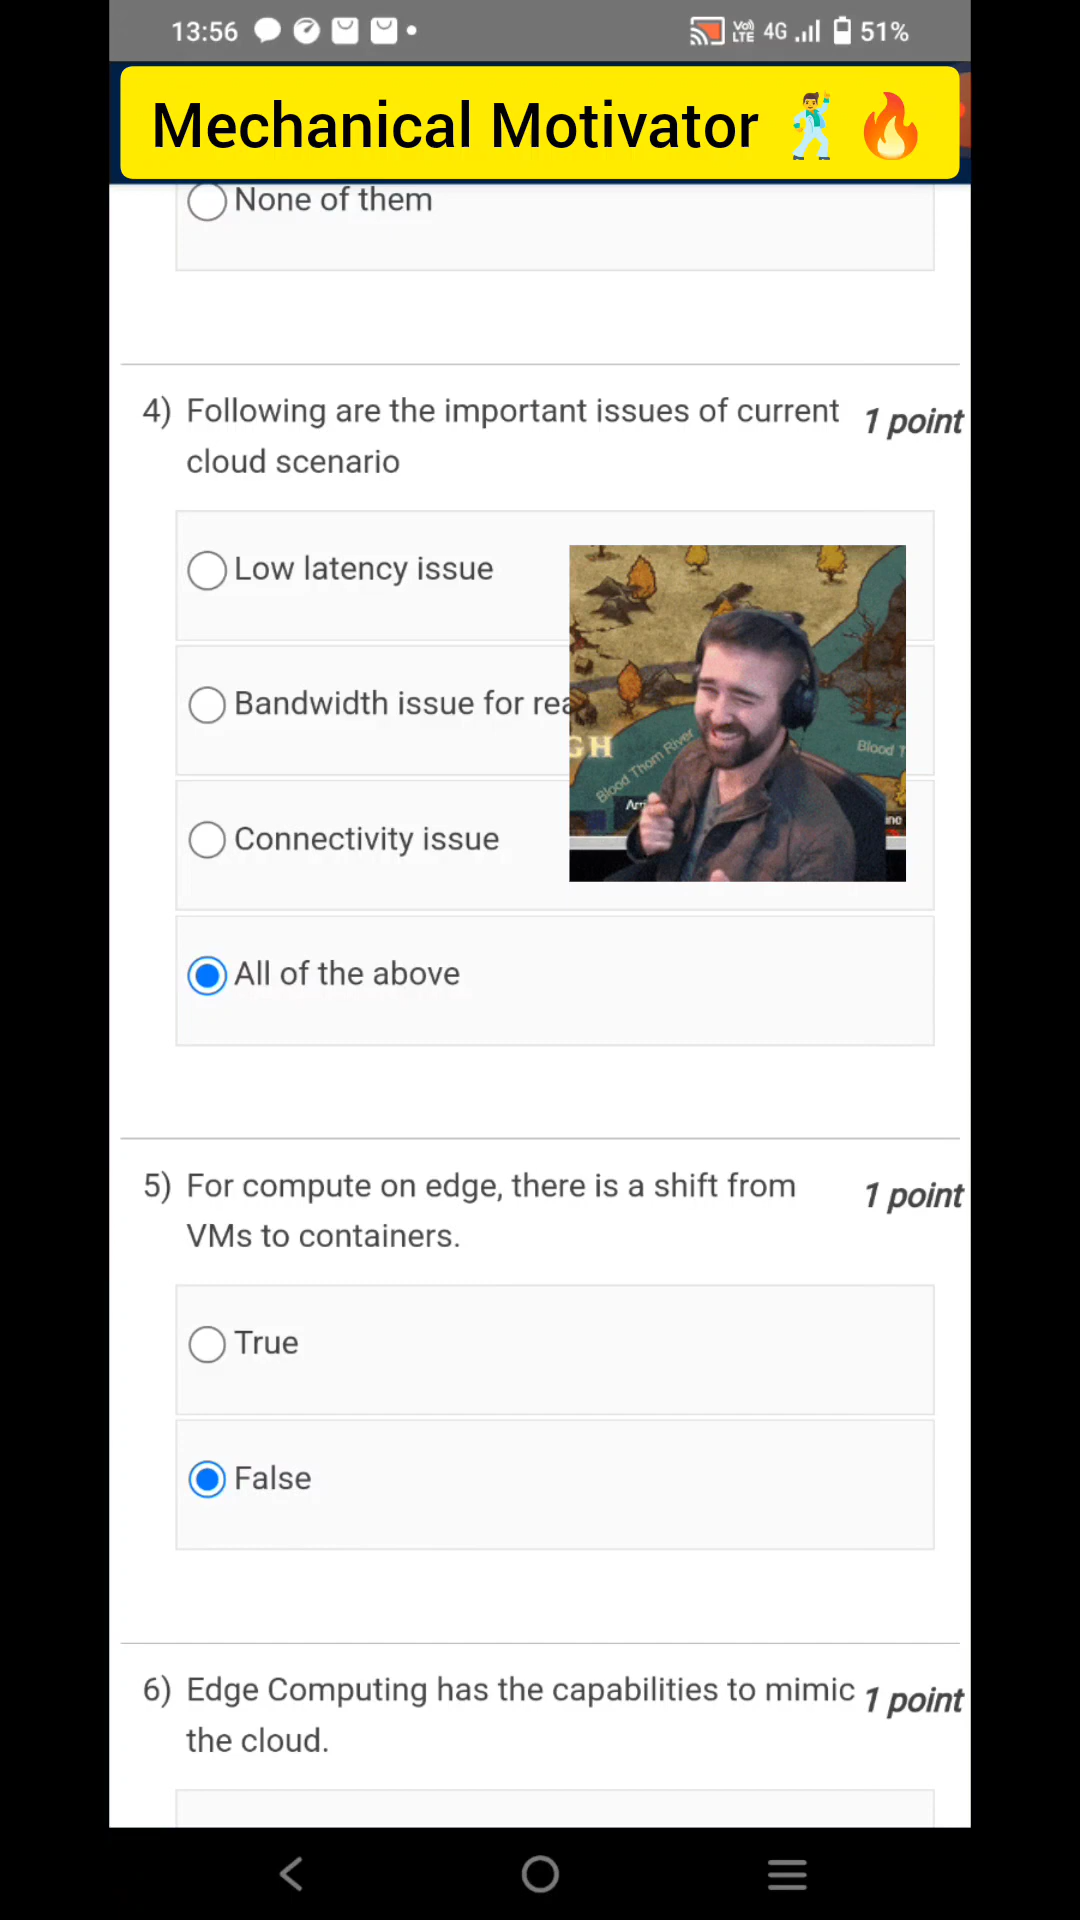 13:56 VoI) LTE 4G 51%
Mechanical Motivator
None of them
4) Following are the important issues of current 1 point
cloud scenario
Low latency issue
Bandwidth issue for
GH
Blood Thorn River
Blood
Connectivity issue
All of the above
5) For compute on edge, there is a shift from 1 point
VMs to containers.
True
False
6) Edge Computing has the capabilities to mimic 1 point
the cloud.